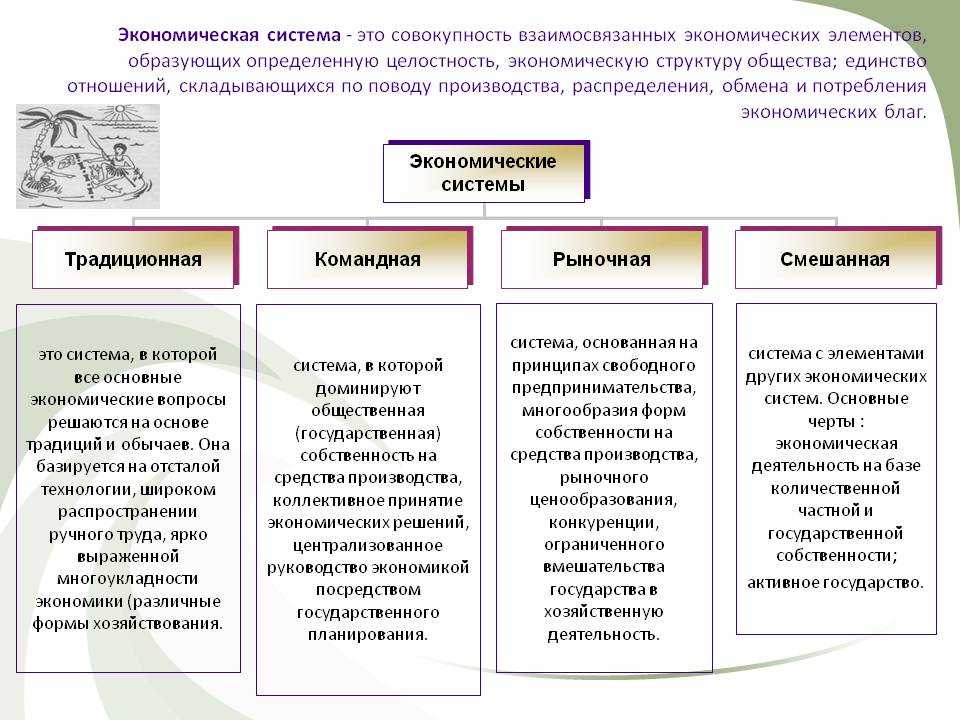 Экономическая система - это совокупность взаимосвязанных экономических элементов,
образующих определенную целостность, экономическую структуру общества; единство
отношений, складывающихся по поводу производства, распределения, обмена и потребления
экономических благ.
Экономические
системы
Традиционная
Командная
Рыночная
Смешанная
это система, в которой
все основные
экономические вопросы
решаются на основе
традиций и обычаев. Она
базируется на отсталой
технологии, широком
распространении
ручного труда, ярко
выраженной
многоукладности
экономики (различные
формы хозяйствования.
система, в которой
доминируют
общественная
(государственная)
собственность на
средства производства,
коллективное принятие
экономических решений,
централизованное
руководство экономикой
посредством
государственного
планирования.
система, основанная на
принципах свободного
предпринимательства,
многообразия форм
собственности на
средства производства,
рыночного
ценообразования,
конкуренции,
ограниченного
вмешательства
государства в
хозяйственную
деятельность.
система с элементами
других экономических
систем. Основные
черты :
экономическая
деятельность на базе
количественной
частной и
государственной
собственности;
активное государство.